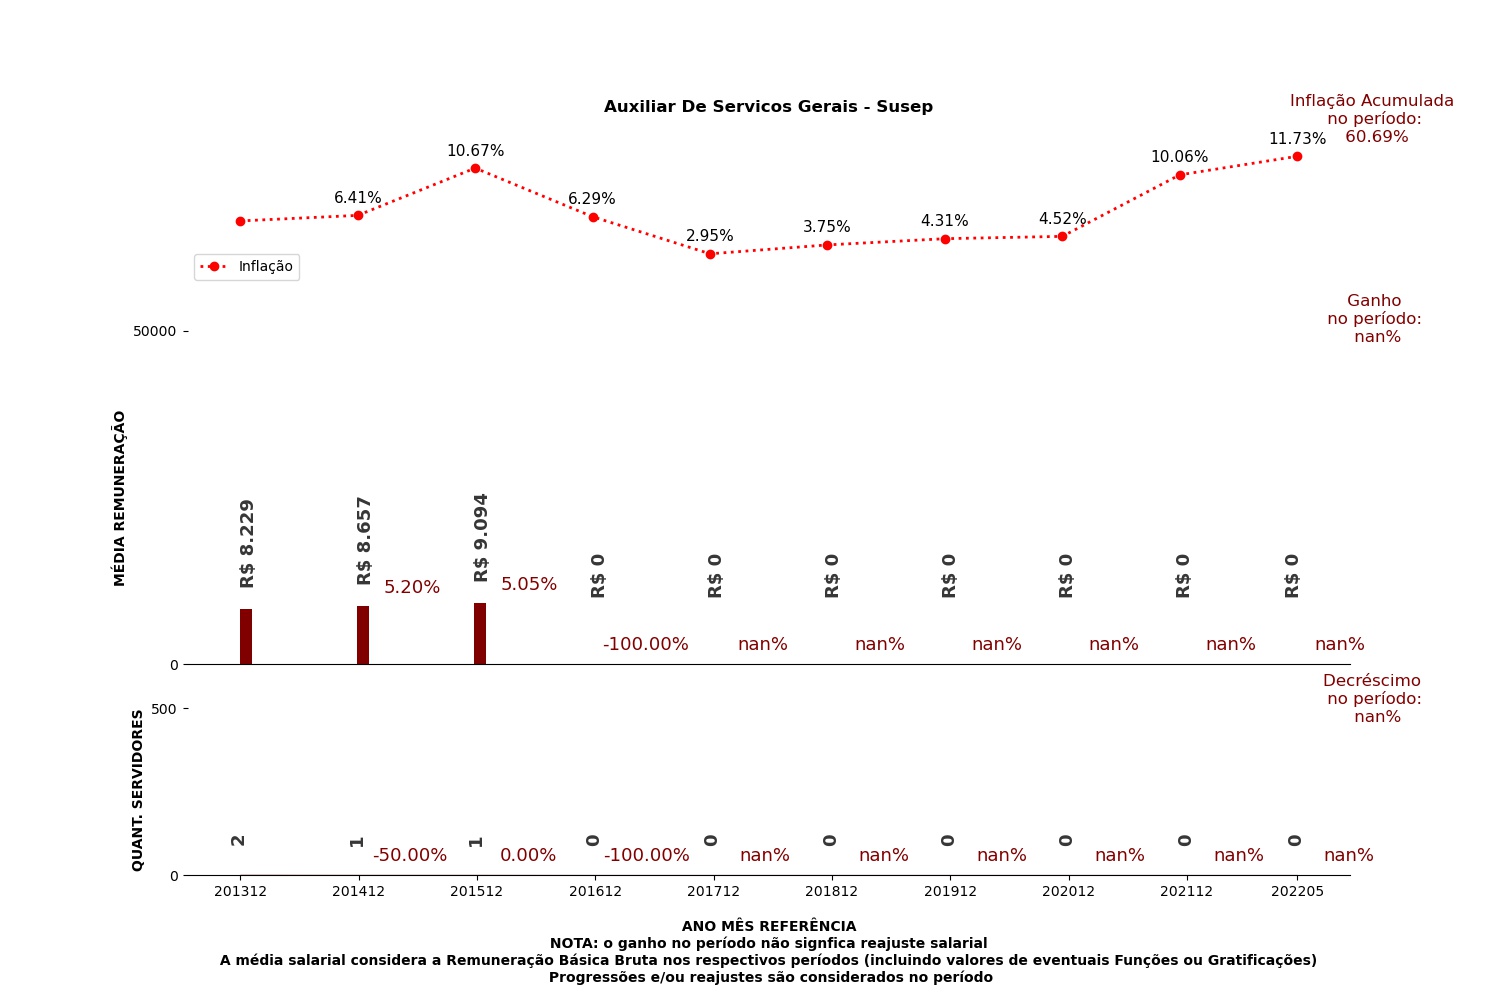 Auxiliar De Servicos Gerais - Susep
Inflação Acumulada
no período:
60.69%
6.41%
10.67%
6.29%
2.95%
3.75%
4.31%
4.52%
10.06%
11.73%
Inflação
Ganho
no período:
nan%
50000
0
MÉDIA REMUNERAÇÃO
R$ 8.229
R$ 8.657
R$ 9.094
R$ 0
R$ 0
R$ 0
R$ 0
R$ 0
R$ 0
R$ 0
5.20%
5.05%
-100.00%
nan%
nan%
nan%
nan%
nan%
nan%
Decréscimo
no período:
nan%
500
0
QUANT. SERVIDORES
2
1
1
0
0
0
0
0
0
0
-50.00%
0.00%
-100.00%
nan%
nan%
nan%
nan%
nan%
nan%
201312
201412
201512
201612
201712
201812
201912
202012
202112
202205
ANO MÊS REFERÊNCIA
NOTA: o ganho no período não signfica reajuste salarial
A média salarial considera a Remuneração Básica Bruta nos respectivos períodos (incluindo valores de eventuais Funções ou Gratificações)
Progressões e/ou reajustes são considerados no período